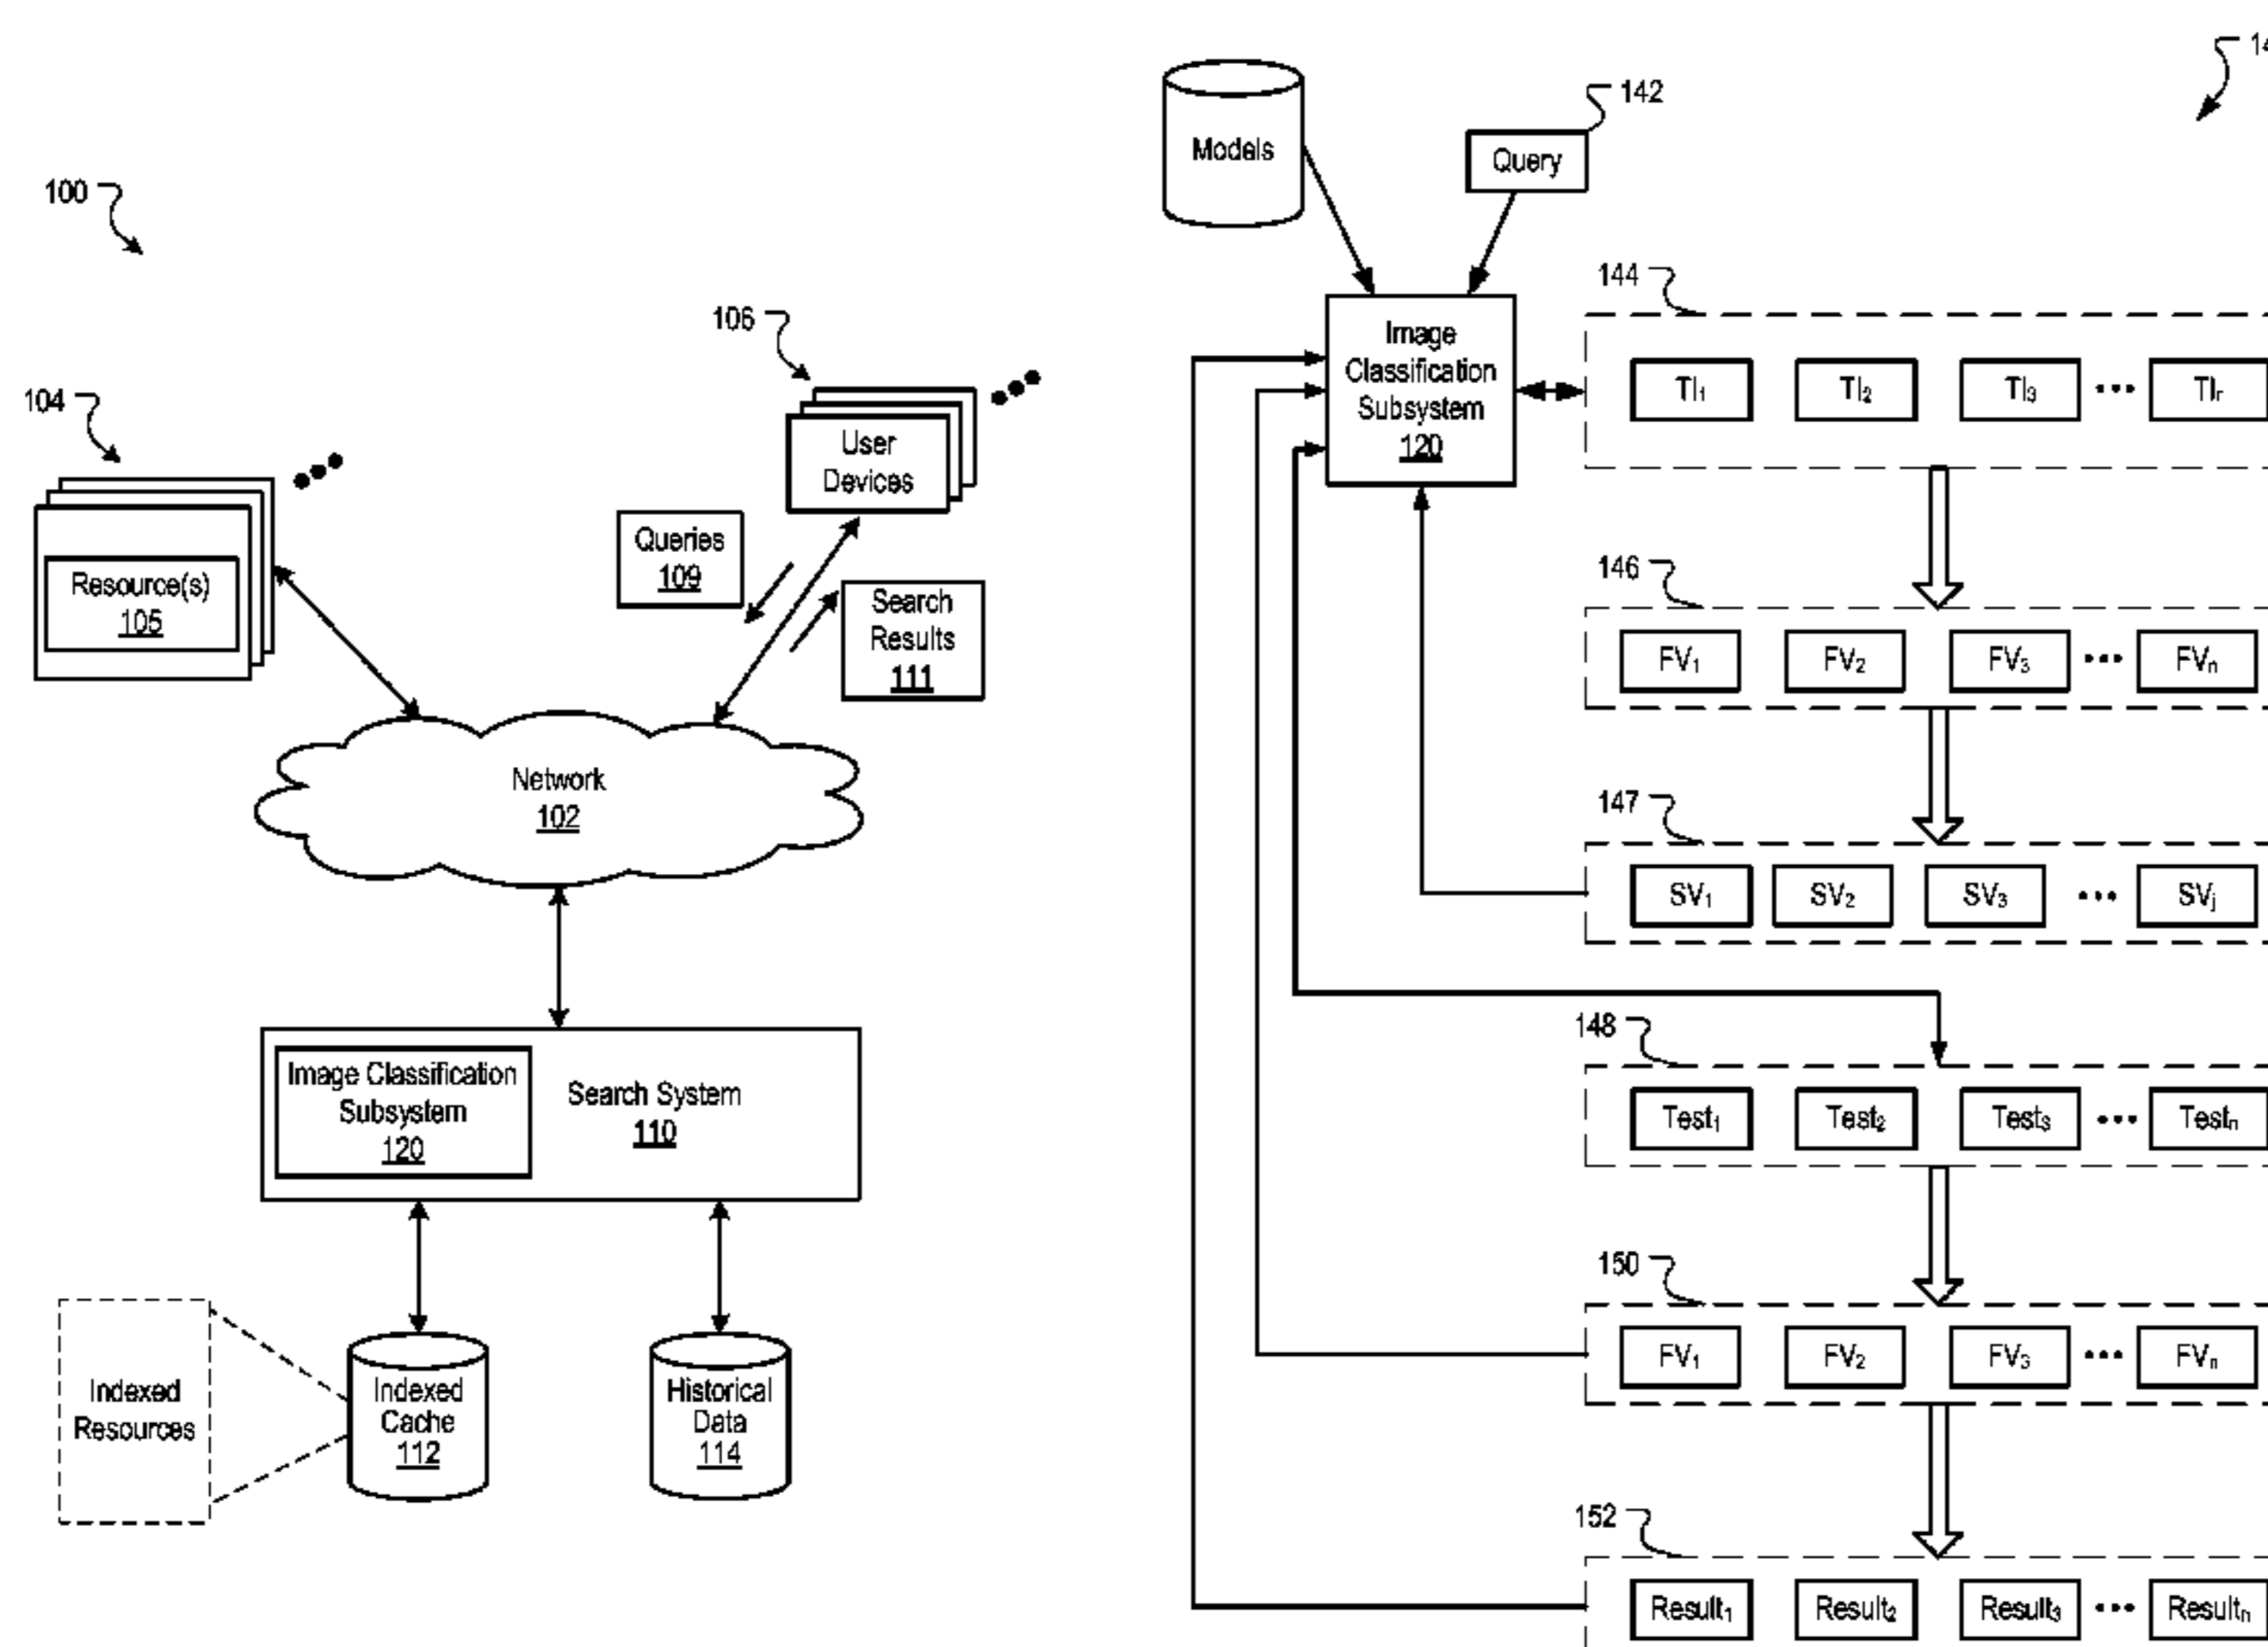 100
104
Resource(s)
105
106
User
Devices
Queries
109
Search
Results
111
Network
102
Image Classification
Subsystem
120
Search System
110
Indexed
Resources
Indexed
Cache
112
Historical
Data
114
Models
142
Query
Image
Classification
Subsystem
120
144
TI₁ TI₂ TI₃ ••• TIᵣ
146
FV₁ FV₂ FV₃ ••• FVₙ
147
SV₁ SV₂ SV₃ ••• SVⱼ
148
Test₁ Test₂ Test₃ ••• Testₙ
150
FV₁ FV₂ FV₃ ••• FVₙ
152
Result₁ Result₂ Result₃ ••• Resultₙ